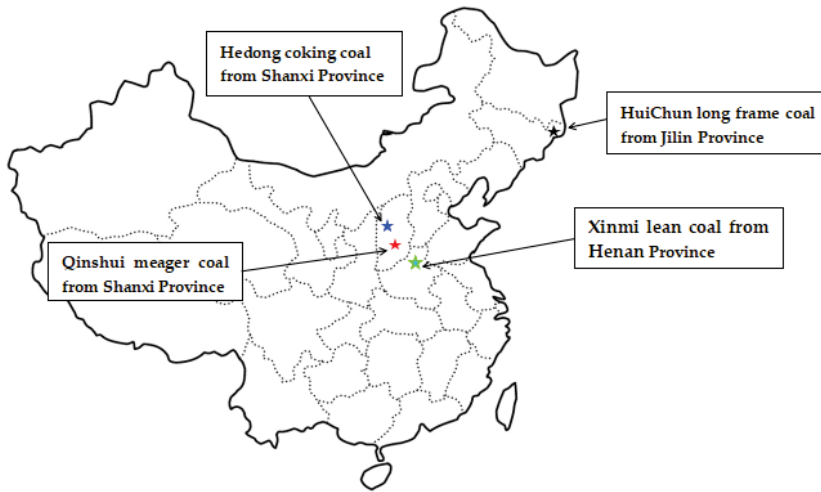 Hedong coking coal
from Shanxi Province
HuiChun long frame coal
from Jilin Province
Xinmi lean coal from
Henan Province
Qinshui meager coal
from Shanxi Province